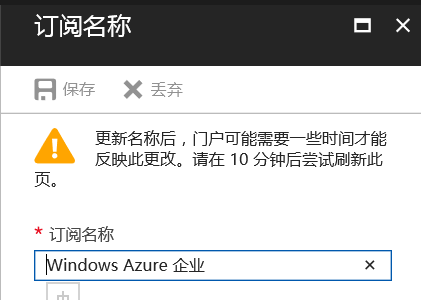 订阅名称
保存 丢弃
更新名称后，门户可能需要一些时间才能
反映此更改。请在 10 分钟后尝试刷新此
页。
* 订阅名称
Windows Azure 企业